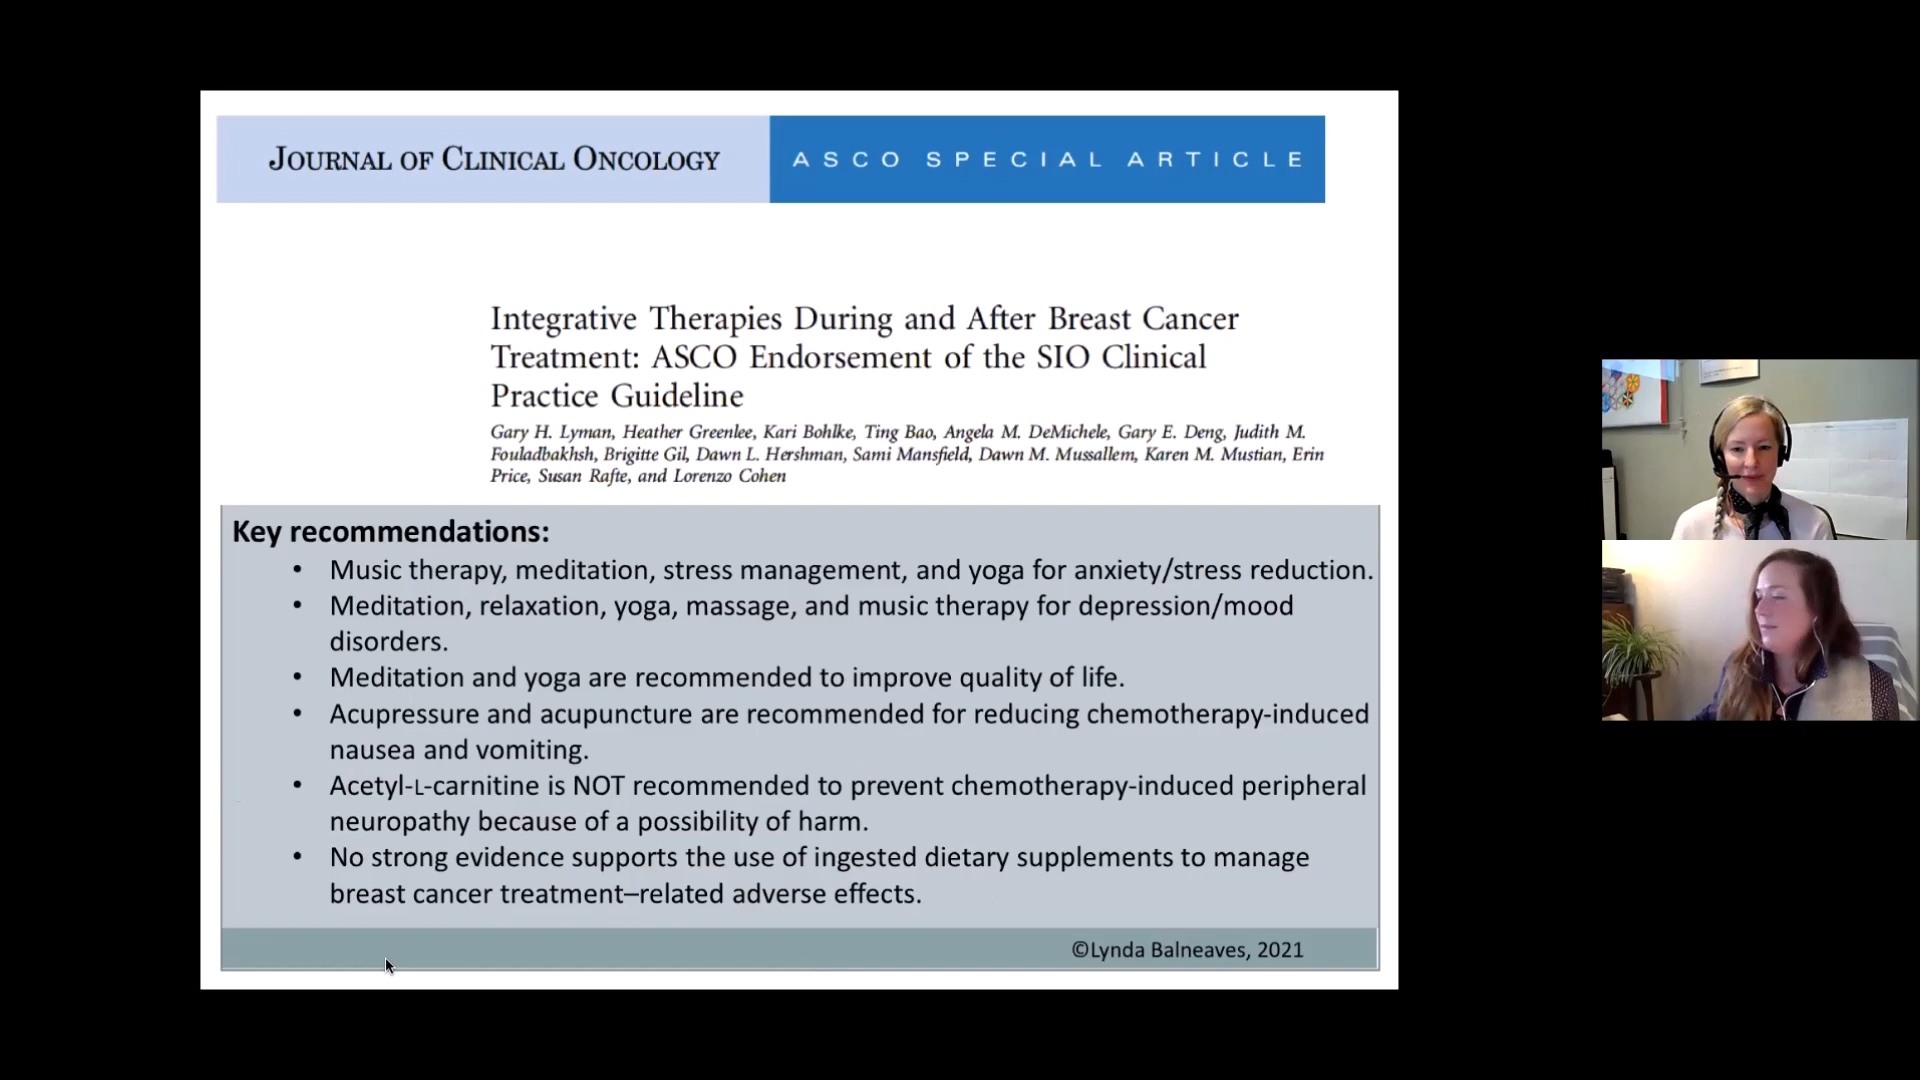 JOURNAL OF CLINICAL ONCOLOGY
ASCO SPECIAL ARTICLE
Integrative Therapies During and After Breast Cancer
Treatment: ASCO Endorsement of the SIO Clinical
Practice Guideline
Gary H. Lyman, Heather Greenlee, Kari Bohlke, Ting Bao, Angela M. DeMichele, Gary E. Deng, Judith M.
Fouladbakhsh, Brigitte Gil, Dawn L. Hershman, Sami Mansfield, Dawn M. Mussallem, Karen M. Mustian, Erin
Price, Susan Rafte, and Lorenzo Cohen
Key recommendations:
• Music therapy, meditation, stress management, and yoga for anxiety/stress reduction.
• Meditation, relaxation, yoga, massage, and music therapy for depression/mood
disorders.
• Meditation and yoga are recommended to improve quality of life.
• Acupressure and acupuncture are recommended for reducing chemotherapy-induced
nausea and vomiting.
• Acetyl-L-carnitine is NOT recommended to prevent chemotherapy-induced peripheral
neuropathy because of a possibility of harm.
• No strong evidence supports the use of ingested dietary supplements to manage
breast cancer treatment–related adverse effects.
©Lynda Balneaves, 2021